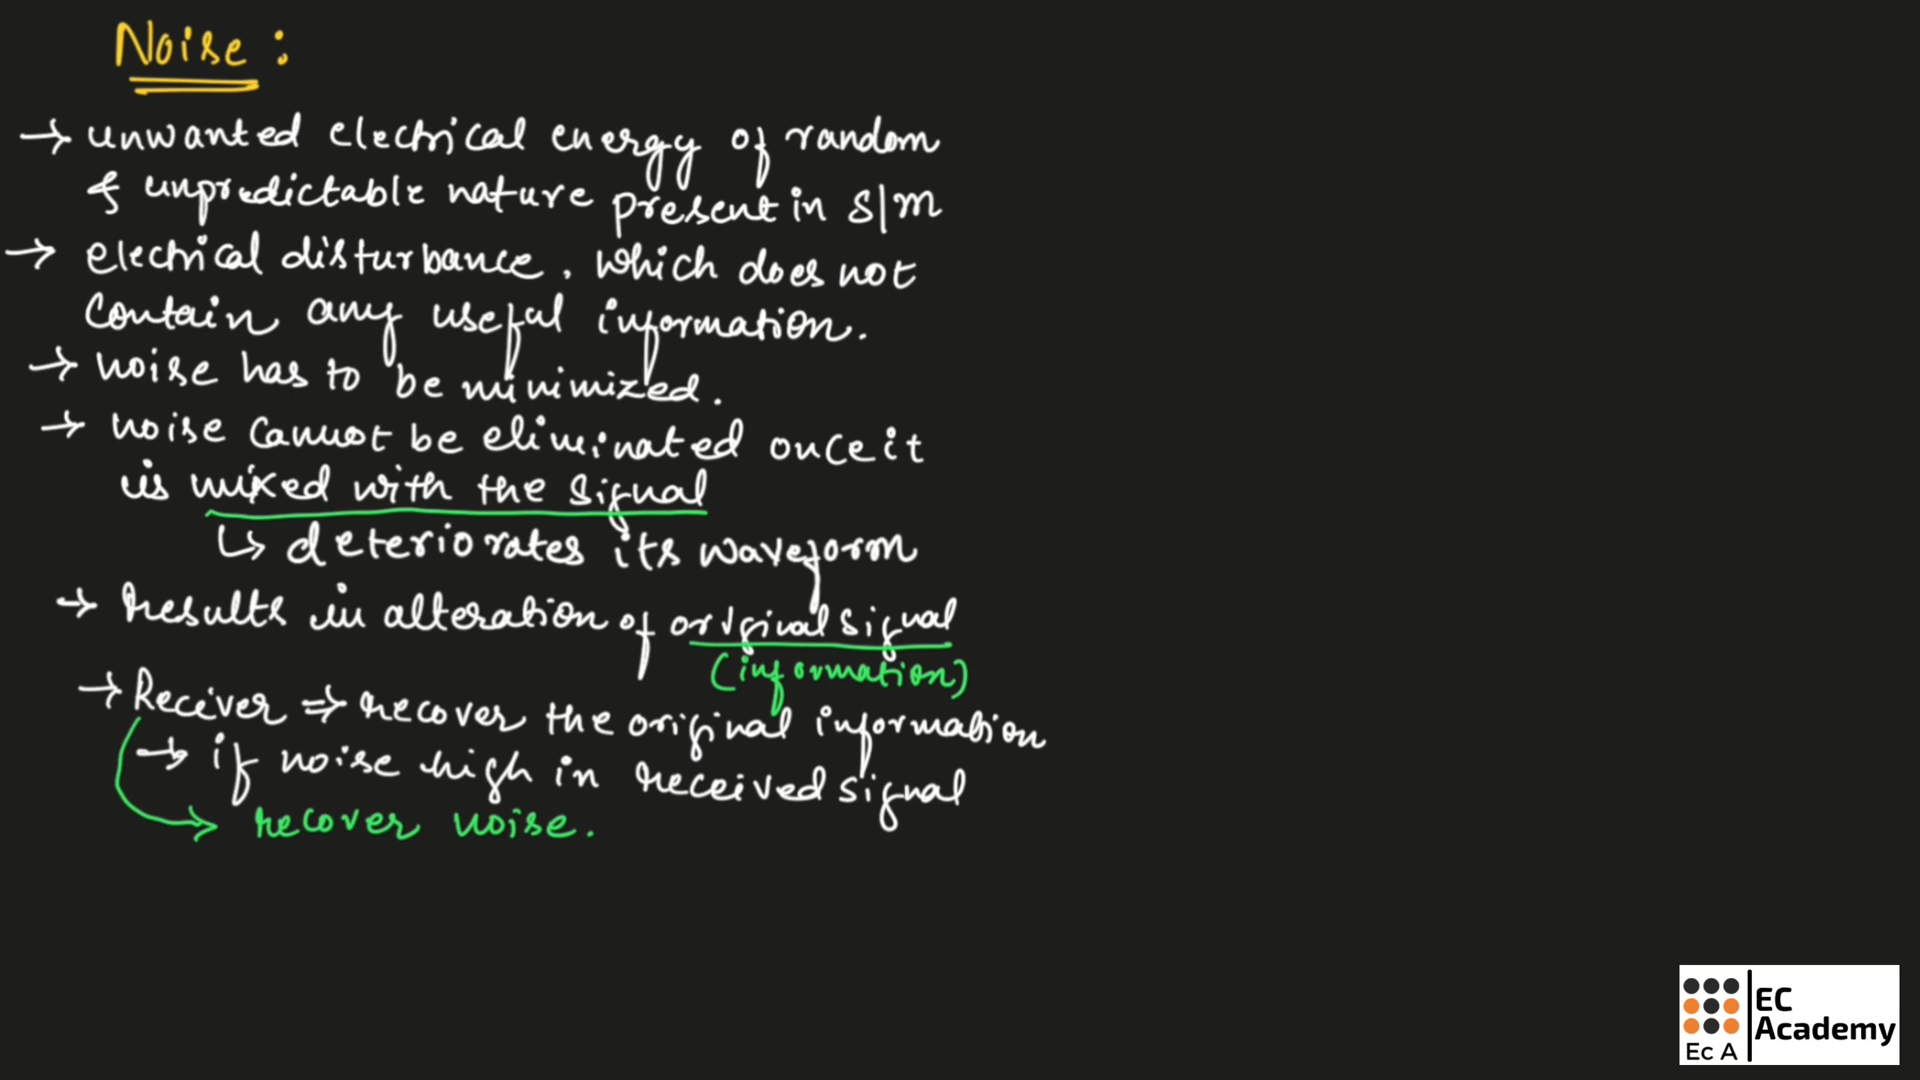 Noise :
→ unwanted electrical energy of random
& unpredictable nature present in s/m
→ electrical disturbance, which does not
contain any useful information.
→ noise has to be minimized.
→ noise cannot be eliminated once it
is mixed with the signal
↳ deteriorates its waveform
→ Results in alteration of original signal
(information)
→ Reciver ⇒ recover the original information
→ if noise high in received signal
→ recover noise.
EC
Academy
Ec A